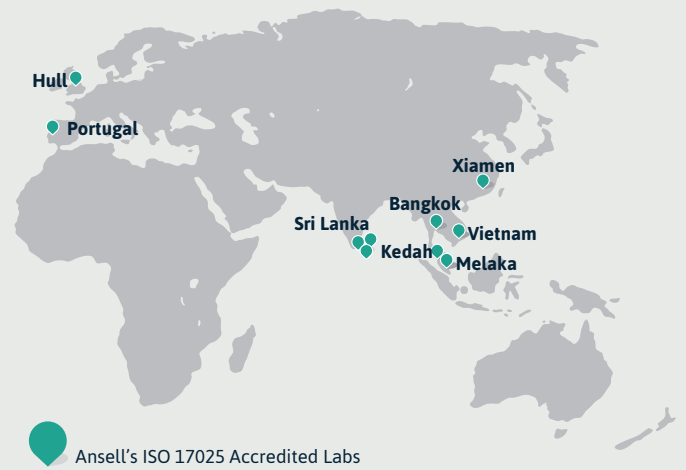 Hull
Portugal
Xiamen
Bangkok
Sri Lanka
Vietnam
Kedah
Melaka
Ansell's ISO 17025 Accredited Labs